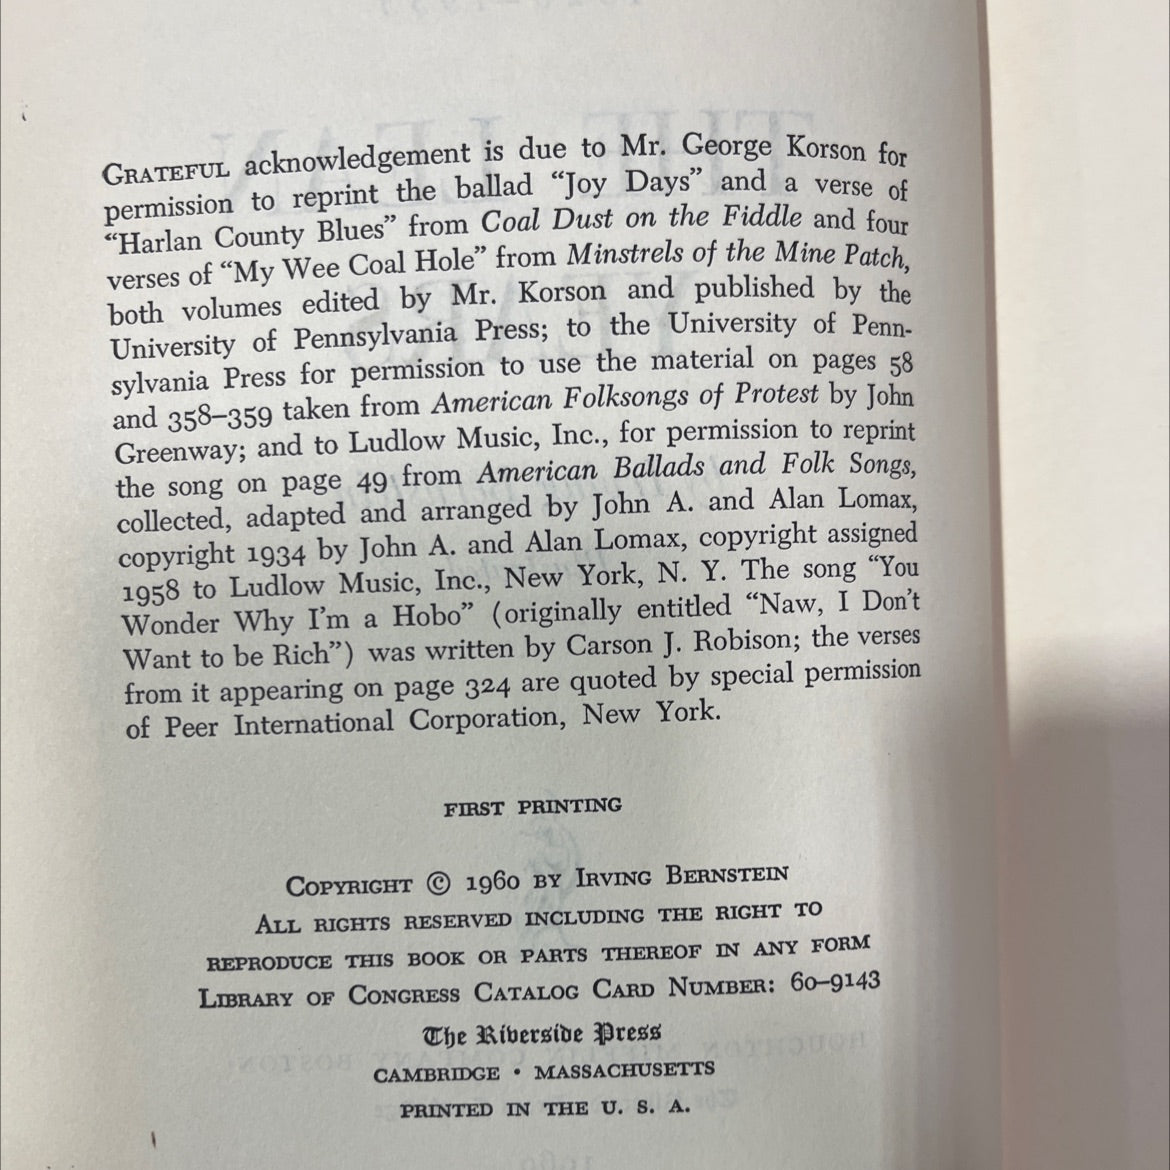 GRATEFUL acknowledgement is due to Mr. George Korson for
permission to reprint the ballad “Joy Days” and a verse of
“Harlan County Blues” from Coal Dust on the Fiddle and four
verses of “My Wee Coal Hole” from Minstrels of the Mine Patch,
both volumes edited by Mr. Korson and published by the
University of Pennsylvania Press; to the University of Penn-
sylvania Press for permission to use the material on pages 58
and 358–359 taken from American Folksongs of Protest by John
Greenway; and to Ludlow Music, Inc., for permission to reprint
the song on page 49 from American Ballads and Folk Songs,
collected, adapted and arranged by John A. and Alan Lomax,
copyright 1934 by John A. and Alan Lomax, copyright assigned
1958 to Ludlow Music, Inc., New York, N. Y. The song “You
Wonder Why I'm a Hobo” (originally entitled “Naw, I Don't
Want to be Rich”) was written by Carson J. Robison; the verses
from it appearing on page 324 are quoted by special permission
of Peer International Corporation, New York.
FIRST PRINTING
COPYRIGHT © 1960 BY IRVING BERNSTEIN
ALL RIGHTS RESERVED INCLUDING THE RIGHT TO
REPRODUCE THIS BOOK OR PARTS THEREOF IN ANY FORM
LIBRARY OF CONGRESS CATALOG CARD NUMBER: 60–9143
The Riverside Press
CAMBRIDGE • MASSACHUSETTS
PRINTED IN THE U. S. A.